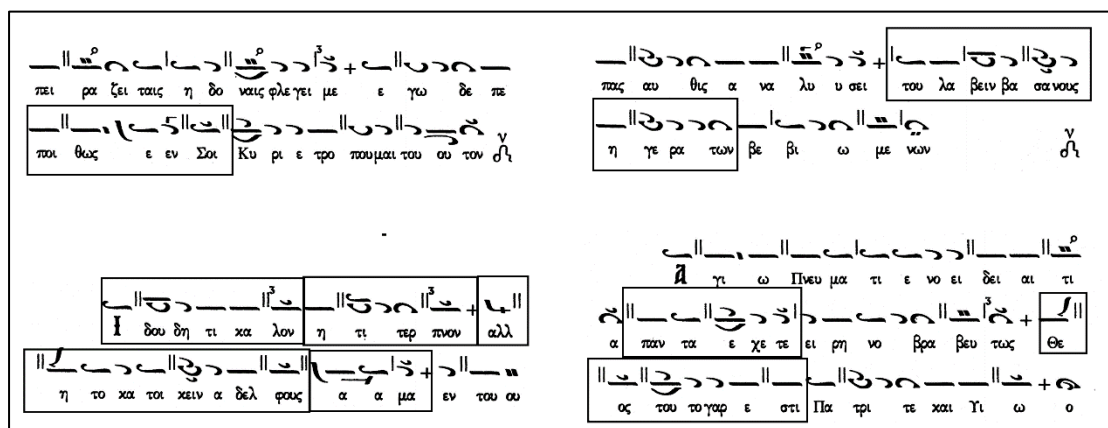 πει ρα ζει ταις η δο ναις φλε γει με ε γω δε πε
ποι θως ε εν Σοι Κυ ρι ε τρο που μαι του ου τον
πας αυ θις α να λυ υ σει του λα βειν βα σα νους
η γε ρα των βε βι ω με νων
Ι δου δη τι κα λον η τι τερ πνον αλλ
η το κα τοι κειν α δελ φους α α μα εν του ου
Α γι ω Πνευ μα τι ε νο ει δει αι τι
α παν τα ε χε τε ει ρη νο βρα βευ τως Θε
ος του το γαρ ε στι Πα τρι τε και Υι ω ο